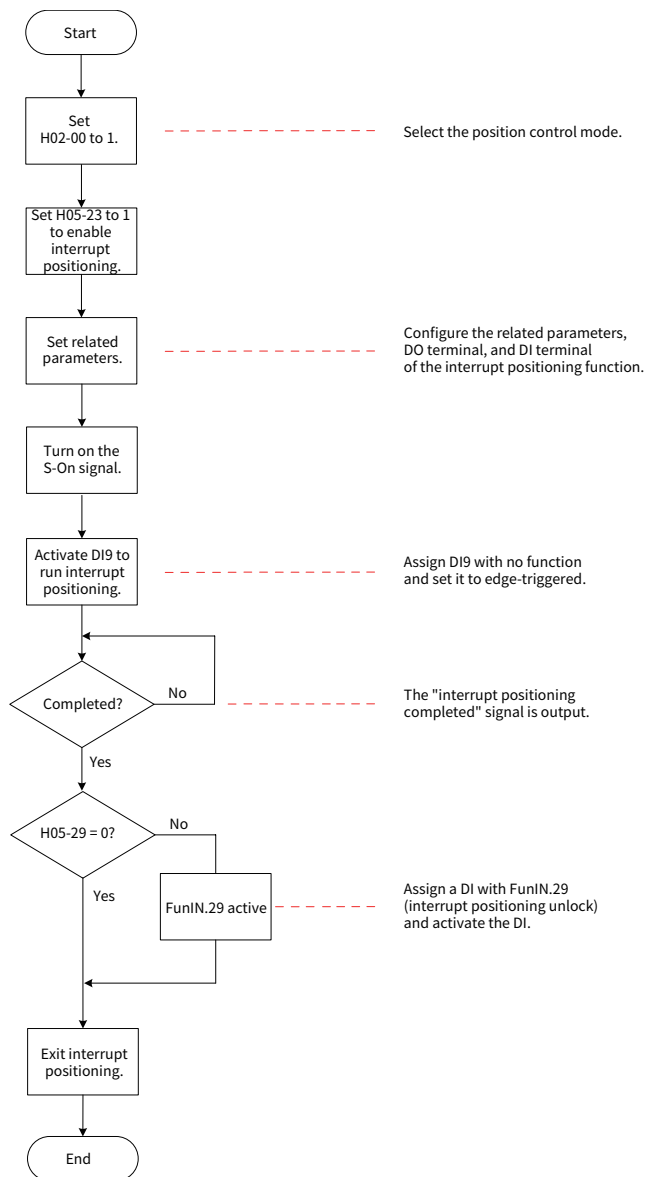 Start
Set
H02-00 to 1.
Select the position control mode.
Set H05-23 to 1
to enable
interrupt
positioning.
Set related
parameters.
Configure the related parameters,
DO terminal, and DI terminal
of the interrupt positioning function.
Turn on the
S-On signal.
Activate DI9 to
run interrupt
positioning.
Assign DI9 with no function
and set it to edge-triggered.
Completed?
No
The "interrupt positioning
completed" signal is output.
Yes
H05-29 = 0?
No
Yes
FunIN.29 active
Assign a DI with FunIN.29
(interrupt positioning unlock)
and activate the DI.
Exit interrupt
positioning.
End